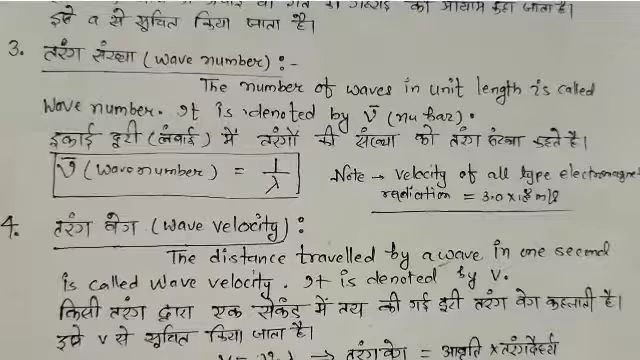 इसे a से सूचित किया जाता है।
3. तरंग संख्या (wave number) :-
The number of waves in unit length is called
wave number. It is denoted by ν̄ (nu bar).
इकाई दूरी (लंबाई) में तरंगों की संख्या को तरंग संख्या कहते है।
ν̄ (wave number) = 1/λ
Note → velocity of all type electromagne
radiation = 3.0 × 10⁸ m/s
4. तरंग वेग (wave velocity) :
The distance travelled by a wave in one second
is called wave velocity. It is denoted by v.
किसी तरंग द्वारा एक सेकंड में तय की गई दूरी तरंग वेग कहलाती है।
इसे v से सूचित किया जाता है।
→ तरंगवेग = आवृत्ति × तरंगदैर्ध्य